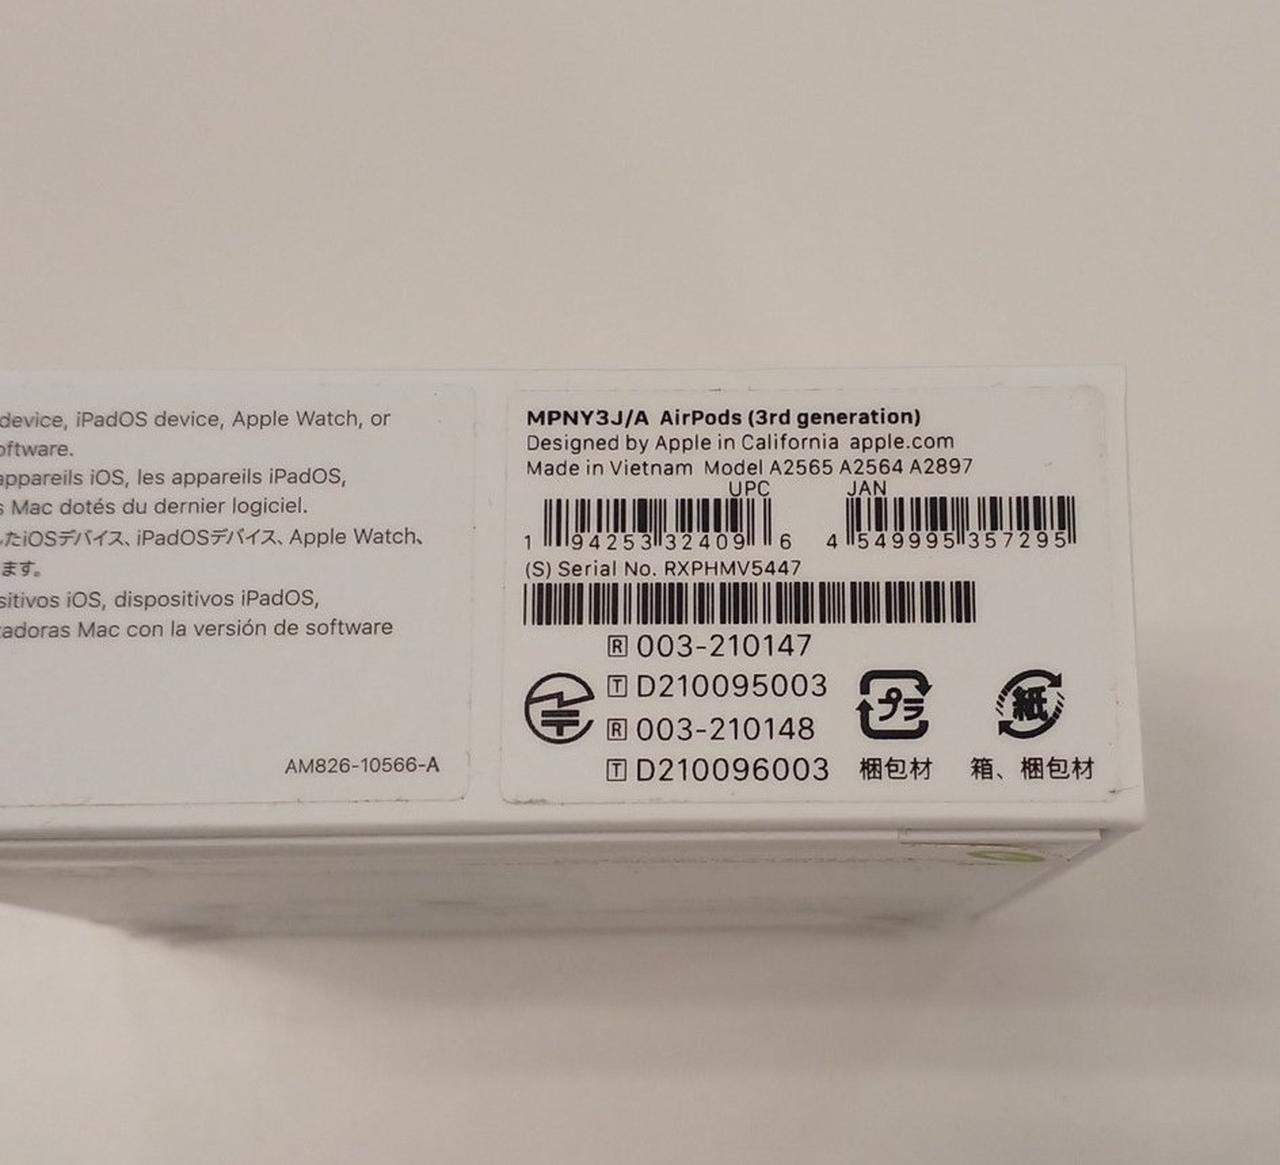 device, iPadOS device, Apple Watch, or
oftware.
appareils iOS, les appareils iPadOS,
s Mac dotés du dernier logiciel.
たiOSデバイス、iPadOSデバイス、Apple Watch、
ます。
sitivos iOS, dispositivos iPadOS,
adoras Mac con la versión de software
AM826-10566-A
MPNY3J/A AirPods (3rd generation)
Designed by Apple in California apple.com
Made in Vietnam Model A2565 A2564 A2897
UPC JAN
1 94253 32409 6 4 549995 357295
(S) Serial No. RXPHMV5447
R 003-210147
T D210095003
R 003-210148
T D210096003
プラ 紙
梱包材 箱、梱包材